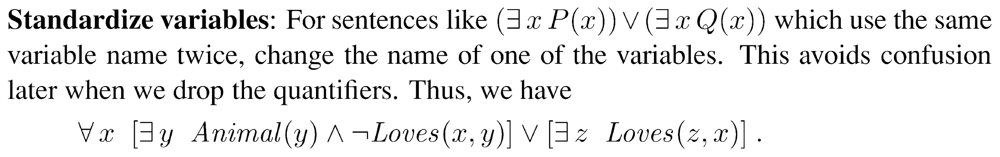 Standardize variables: For sentences like (∃ x P(x)) ∨ (∃ x Q(x)) which use the same
variable name twice, change the name of one of the variables. This avoids confusion
later when we drop the quantifiers. Thus, we have
∀ x [∃ y Animal(y) ∧ ¬Loves(x, y)] ∨ [∃ z Loves(z, x)] .